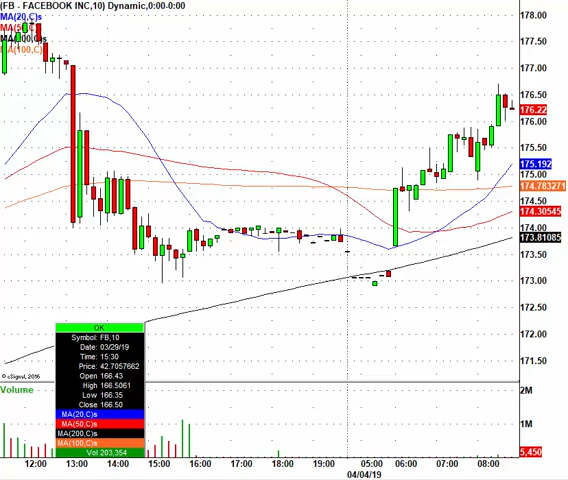 (FB - FACEBOOK INC,10) Dynamic,0:00-0:00
MA(20,C)s
MA(50,C)s
MA(200,C)s
MA(100,C)s
178.00
177.50
177.00
176.50
176.22
176.00
175.50
175.192
175.00
174.783271
174.50
174.30545
174.00
173.81085
173.50
173.00
172.50
172.00
171.50
© eSignal, 2016
OK
Symbol: FB,10
Date: 03/29/19
Time: 15:30
Price: 42.7057662
Open 166.43
High 166.5061
Low 166.35
Close 166.50
MA(20,C)s
MA(50,C)s
MA(200,C)s
MA(100,C)s
Vol 203,354
Volume
2M
1M
5,450
12:00 13:00 14:00 15:00 16:00 17:00 18:00 19:00 05:00 06:00 07:00 08:00
04/04/19